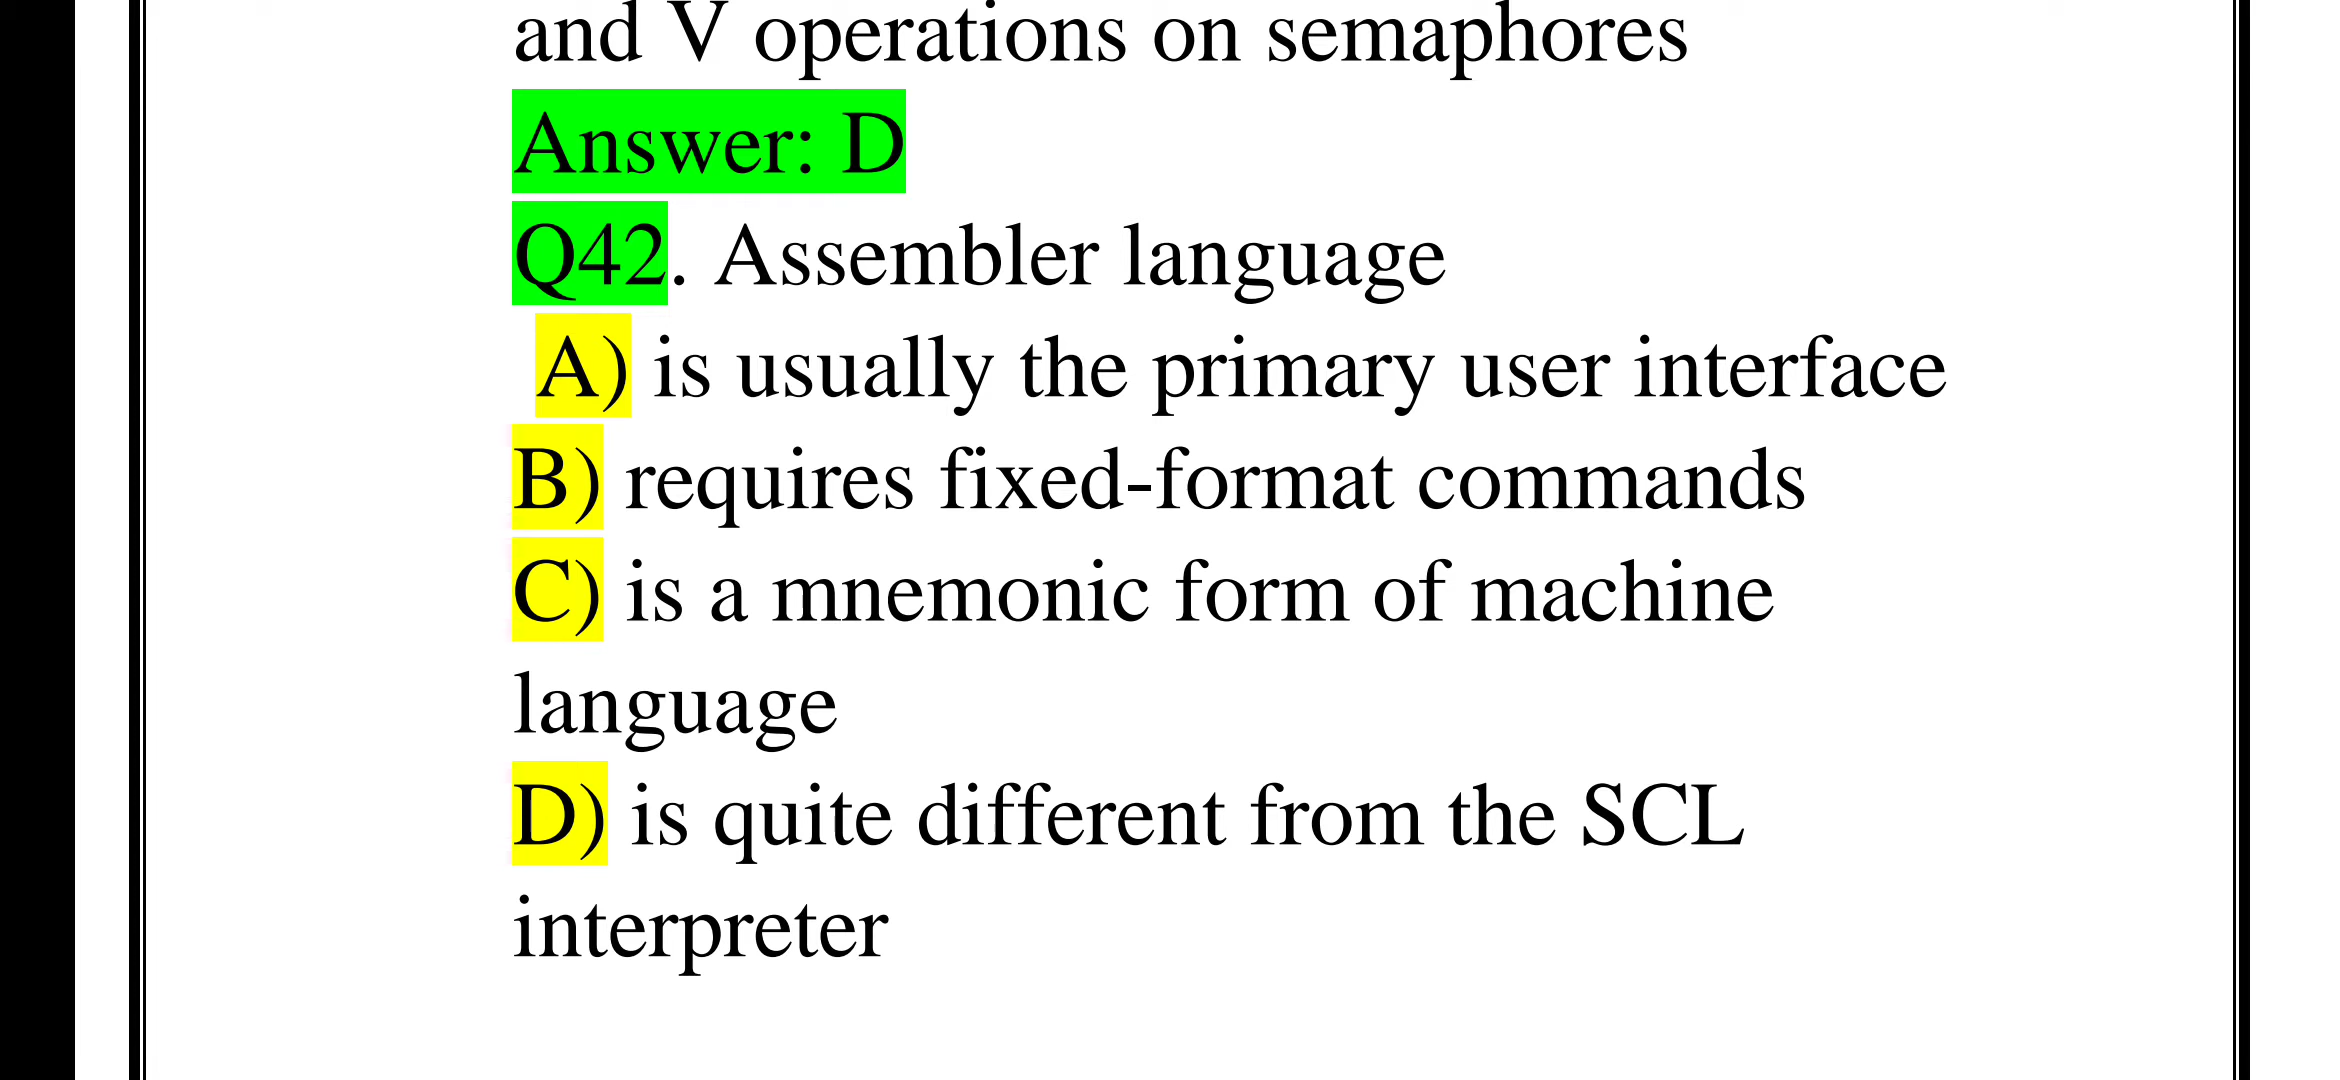 and V operations on semaphores
Answer: D
Q42. Assembler language
A) is usually the primary user interface
B) requires fixed-format commands
C) is a mnemonic form of machine
language
D) is quite different from the SCL
interpreter